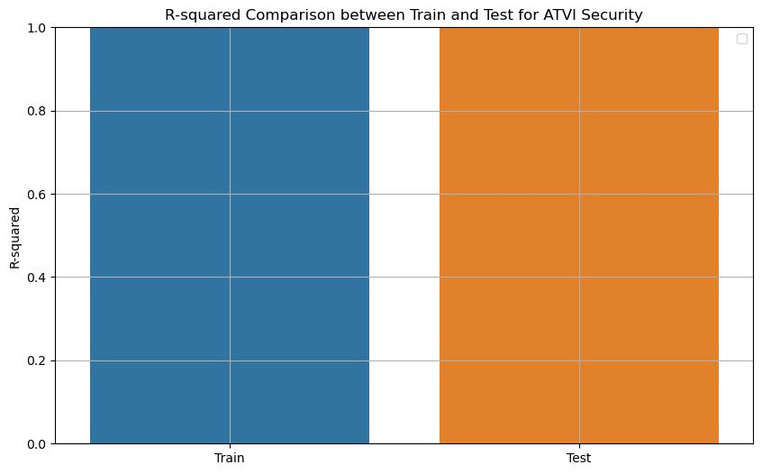 R-squared Comparison between Train and Test for ATVI Security
1.0
0.8
0.6
0.4
0.2
0.0
R-squared
Train
Test